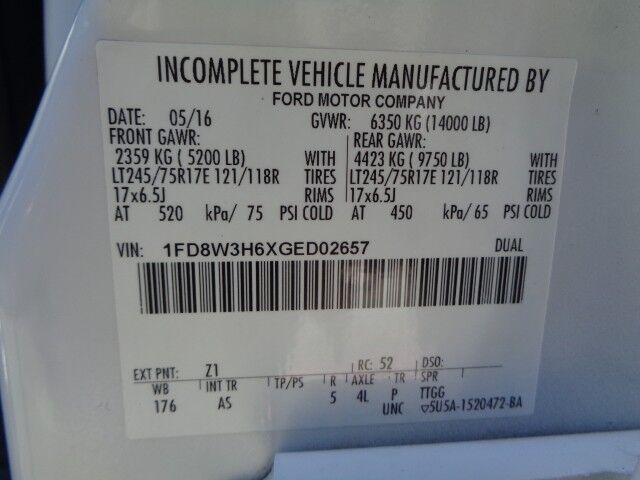 INCOMPLETE VEHICLE MANUFACTURED BY
FORD MOTOR COMPANY
DATE: 05/16 GVWR: 6350 KG (14000 LB)
FRONT GAWR: REAR GAWR:
2359 KG ( 5200 LB) WITH 4423 KG ( 9750 LB) WITH
LT245/75R17E 121/118R TIRES LT245/75R17E 121/118R TIRES
17x6.5J RIMS 17x6.5J RIMS
AT 520 kPa/ 75 PSI COLD AT 450 kPa/ 65 PSI COLD
VIN: 1FD8W3H6XGED02657 DUAL
EXT PNT: Z1 RC: 52 DSO:
WB INT TR TP/PS R AXLE TR SPR
176 AS 5 4L P TTGG
UNC ▽5U5A-1520472-BA